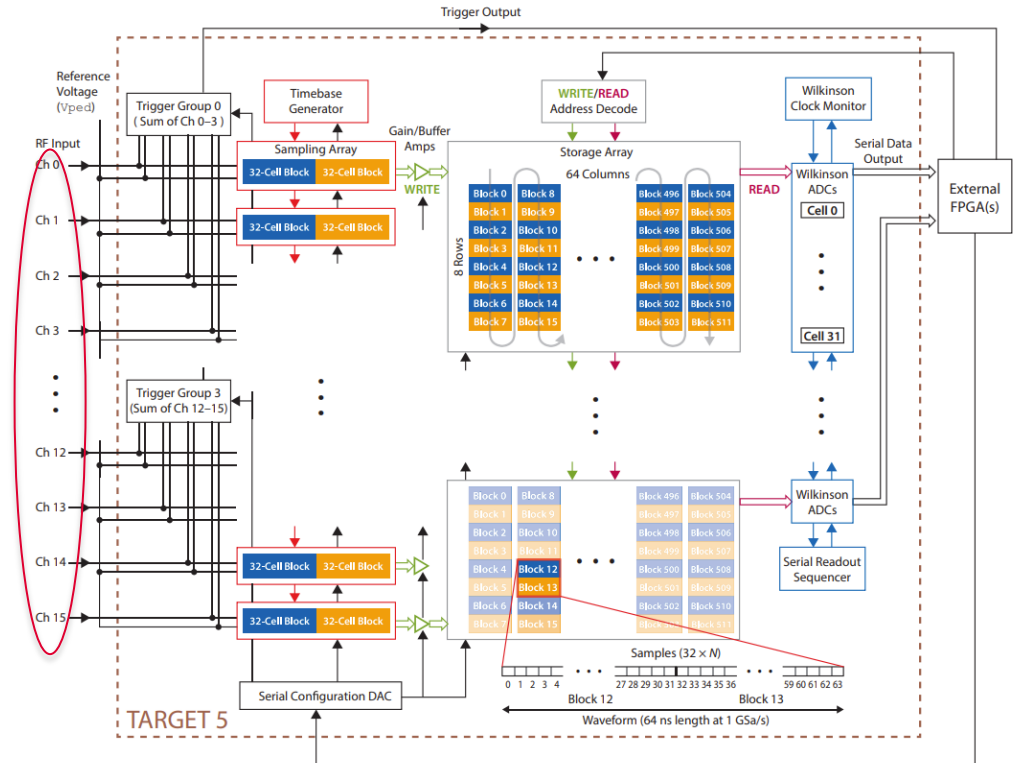 Trigger Output
Reference
Voltage
(Vped)
RF Input
Ch 0
Ch 1
Ch 2
Ch 3
Ch 12
Ch 13
Ch 14
Ch 15
Trigger Group 0
( Sum of Ch 0–3 )
Trigger Group 3
(Sum of Ch 12–15)
Timebase
Generator
Sampling Array
32-Cell Block 32-Cell Block
32-Cell Block 32-Cell Block
32-Cell Block 32-Cell Block
32-Cell Block 32-Cell Block
Gain/Buffer
Amps
WRITE
Serial Configuration DAC
TARGET 5
WRITE/READ
Address Decode
Storage Array
64 Columns
8 Rows
Block 0 Block 8 Block 496 Block 504
Block 1 Block 9 Block 497 Block 505
Block 2 Block 10 Block 498 Block 506
Block 3 Block 11 Block 499 Block 507
Block 4 Block 12 Block 500 Block 508
Block 5 Block 13 Block 501 Block 509
Block 6 Block 14 Block 502 Block 510
Block 7 Block 15 Block 503 Block 511
READ
Wilkinson
Clock Monitor
Wilkinson
ADCs
Cell 0
Cell 31
Serial Data
Output
External
FPGA(s)
Block 0 Block 8 Block 496 Block 504
Block 1 Block 9 Block 497 Block 505
Block 2 Block 10 Block 498 Block 506
Block 3 Block 11 Block 499 Block 507
Block 4 Block 12 Block 500 Block 508
Block 5 Block 13 Block 501 Block 509
Block 6 Block 14 Block 502 Block 510
Block 15
Wilkinson
ADCs
Serial Readout
Sequencer
Samples (32 × N)
0 1 2 3 4 27 28 29 30 31 32 33 34 35 36 59 60 61 62 63
Block 12 Block 13
Waveform (64 ns length at 1 GSa/s)